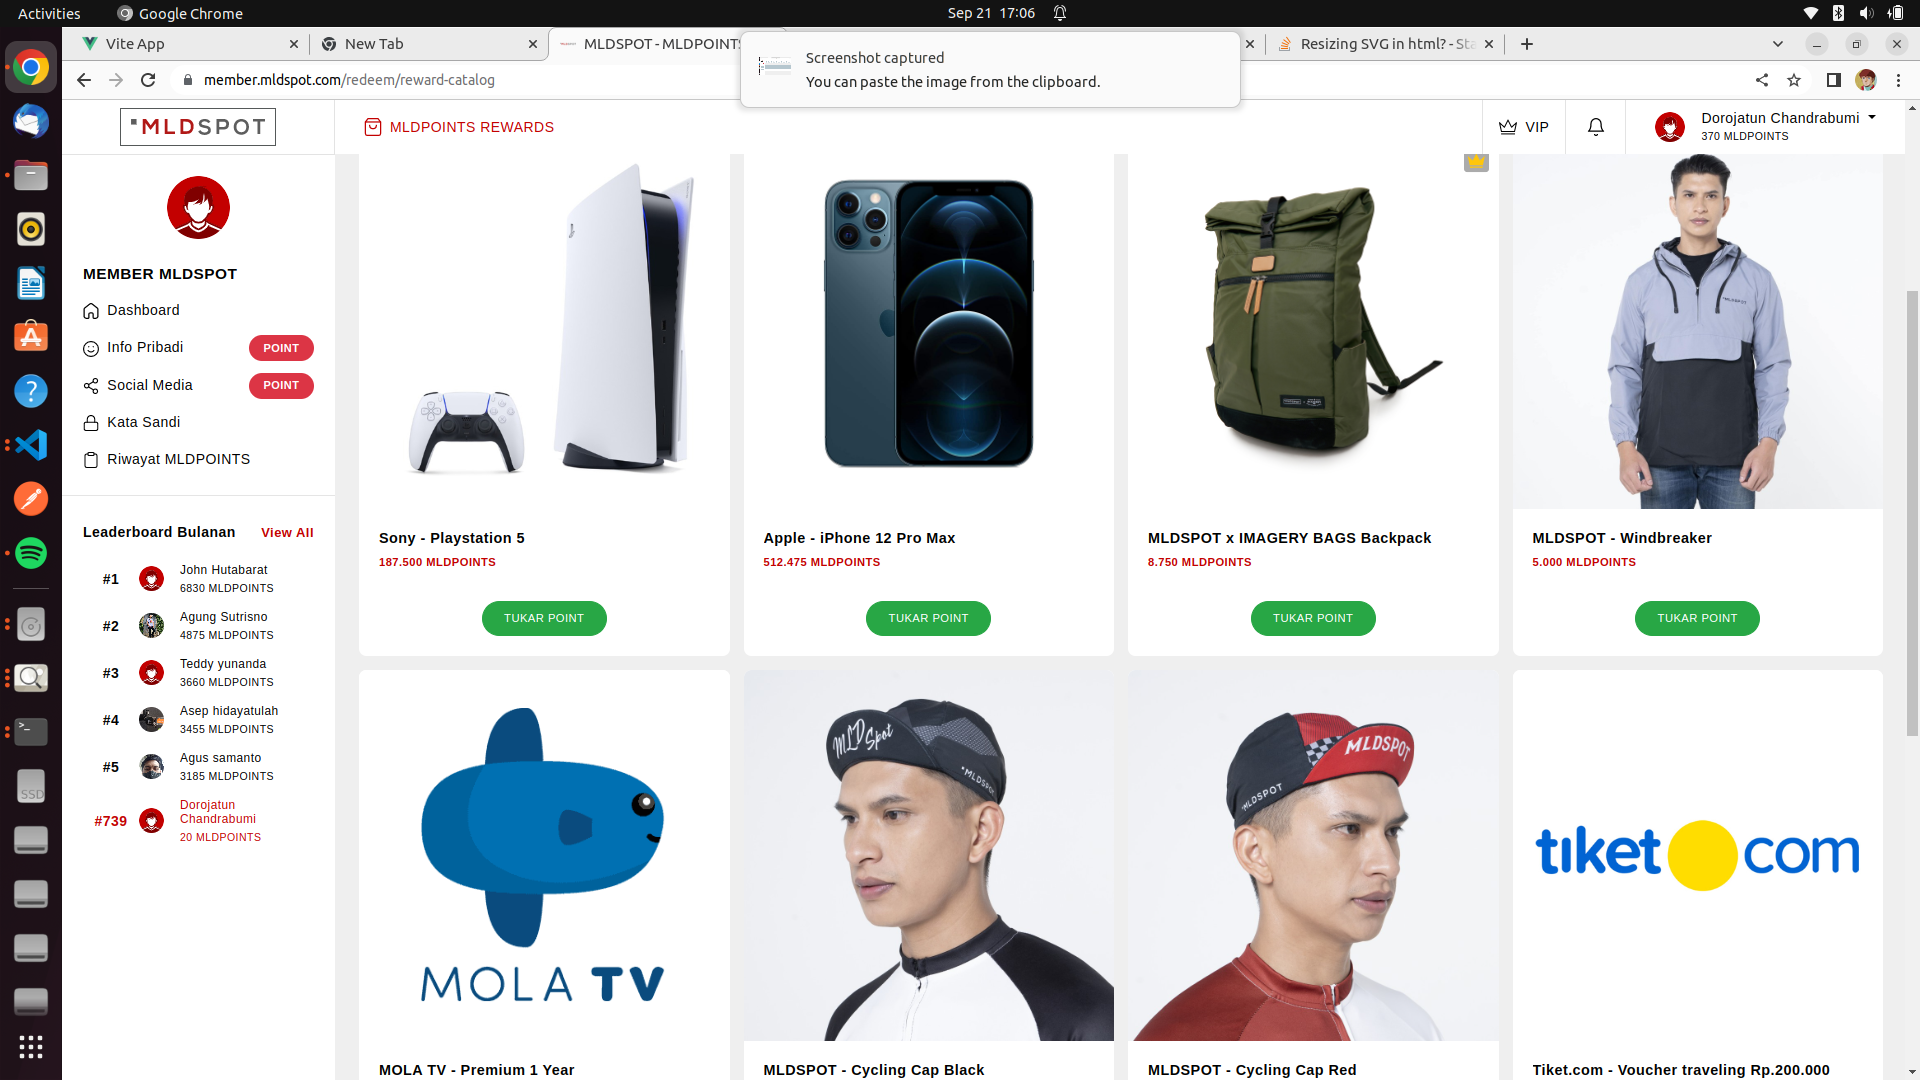 Activities
Google Chrome
Sep 21 17:06
Vite App
New Tab
MLDSPOT - MLDPOINTS
Resizing SVG in html? - Sta
Screenshot captured
You can paste the image from the clipboard.
member.mldspot.com/redeem/reward-catalog
MLDSPOT
MLDPOINTS REWARDS
VIP
Dorojatun Chandrabumi
370 MLDPOINTS
MEMBER MLDSPOT
Dashboard
Info Pribadi
POINT
Social Media
POINT
Kata Sandi
Riwayat MLDPOINTS
Leaderboard Bulanan
View All
#1
John Hutabarat
6830 MLDPOINTS
#2
Agung Sutrisno
4875 MLDPOINTS
#3
Teddy yunanda
3660 MLDPOINTS
#4
Asep hidayatulah
3455 MLDPOINTS
#5
Agus samanto
3185 MLDPOINTS
#739
Dorojatun
Chandrabumi
20 MLDPOINTS
SSD
Sony - Playstation 5
187.500 MLDPOINTS
TUKAR POINT
Apple - iPhone 12 Pro Max
512.475 MLDPOINTS
TUKAR POINT
MLDSPOT x IMAGERY BAGS Backpack
8.750 MLDPOINTS
TUKAR POINT
MLDSPOT
MLDSPOT - Windbreaker
5.000 MLDPOINTS
TUKAR POINT
MOLA TV
MOLA TV - Premium 1 Year
MLDSpot
MLDSPOT
MLDSPOT - Cycling Cap Black
MLDSPOT
MLDSPOT
MLDSPOT - Cycling Cap Red
tiket com
Tiket.com - Voucher traveling Rp.200.000